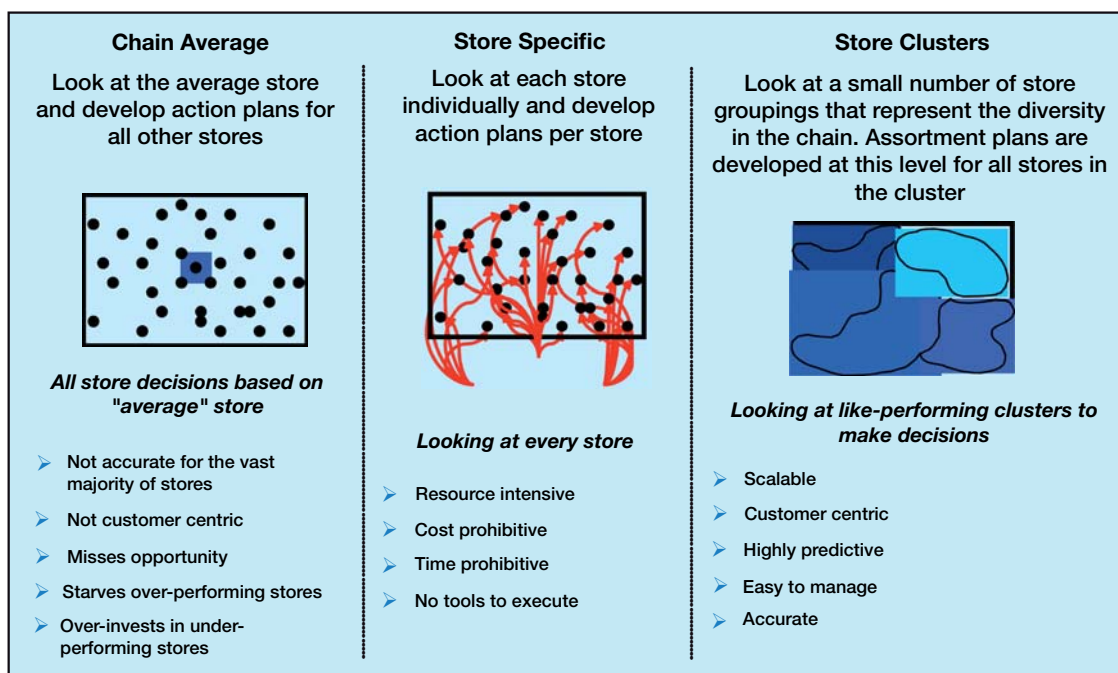 Chain Average
Look at the average store
and develop action plans for
all other stores
All store decisions based on
"average" store
Not accurate for the vast
majority of stores
Not customer centric
Misses opportunity
Starves over-performing stores
Over-invests in under-
performing stores
Store Specific
Look at each store
individually and develop
action plans per store
Looking at every store
Resource intensive
Cost prohibitive
Time prohibitive
No tools to execute
Store Clusters
Look at a small number of store
groupings that represent the diversity
in the chain. Assortment plans are
developed at this level for all stores in
the cluster
Looking at like-performing clusters to
make decisions
Scalable
Customer centric
Highly predictive
Easy to manage
Accurate